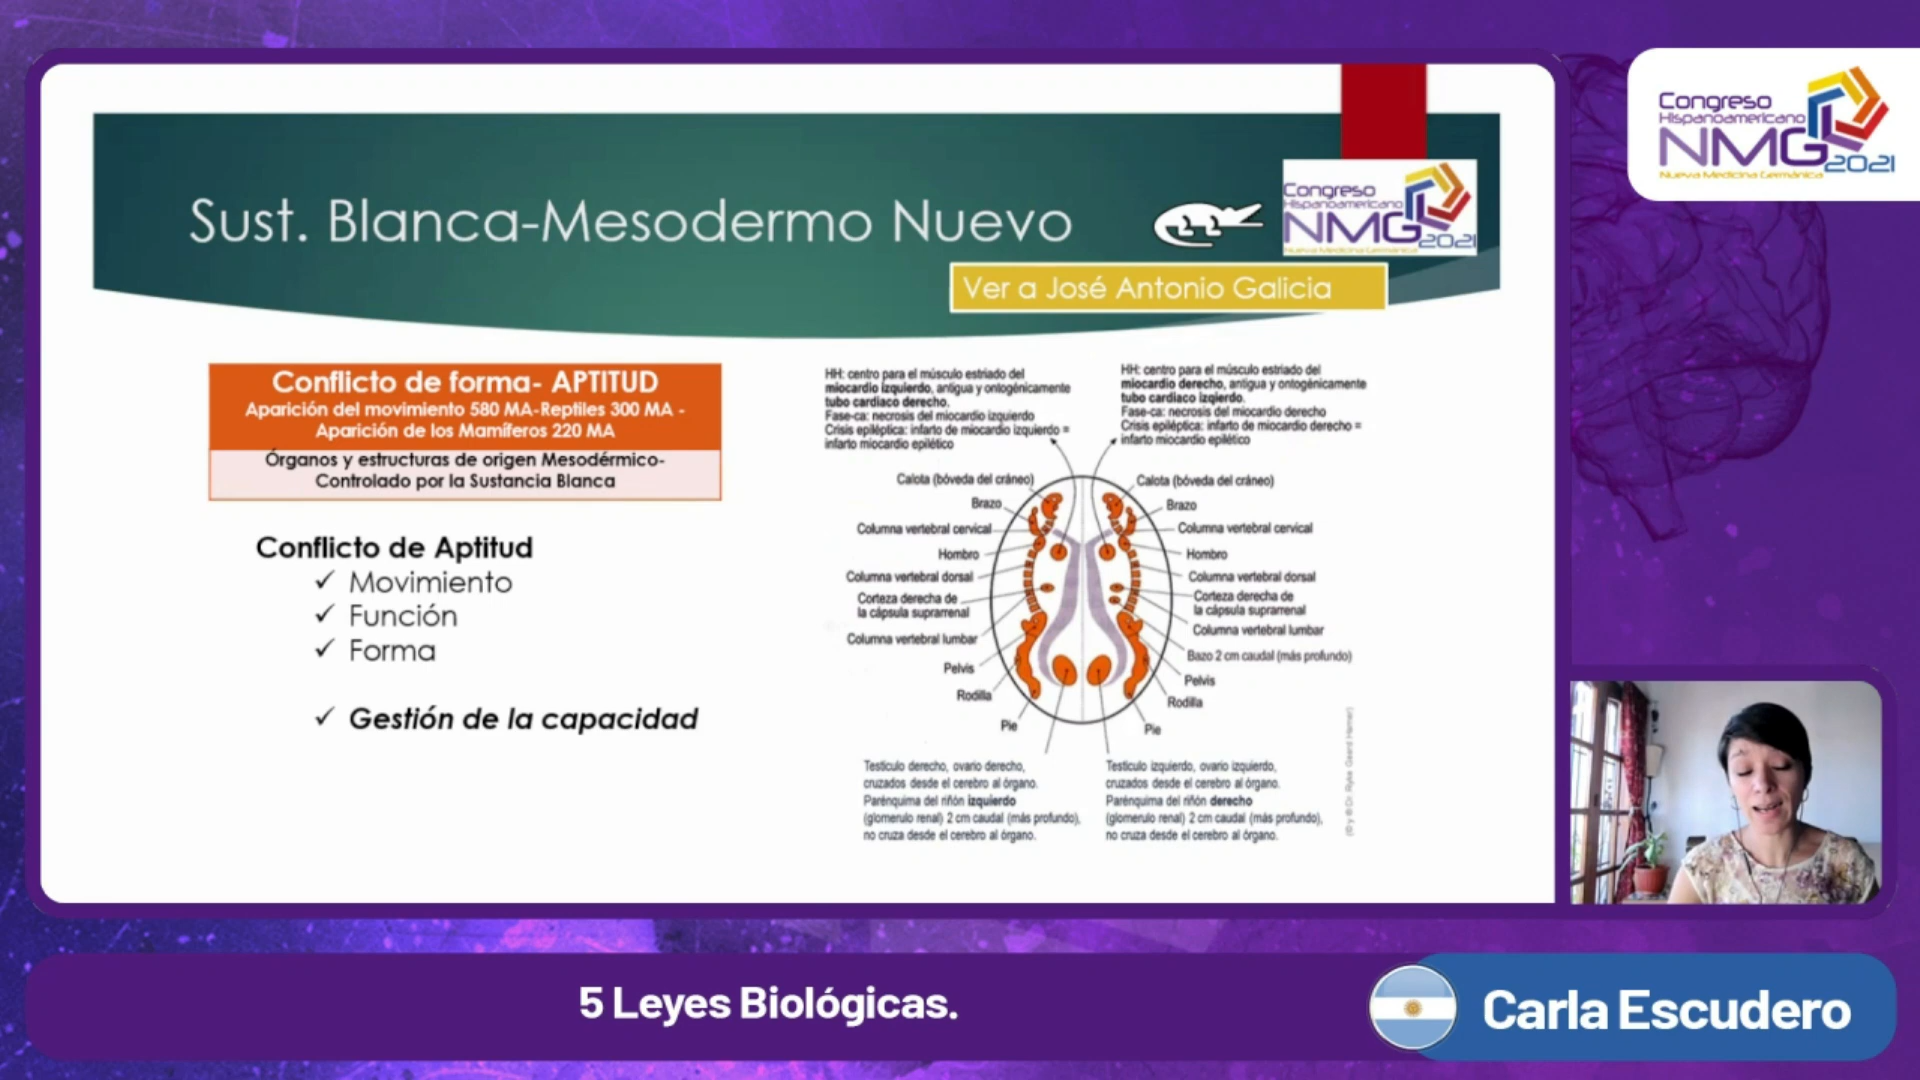 Congreso
Hispanoamericano
NMG
2021
Nueva Medicina Germánica
Sust. Blanca-Mesodermo Nuevo
Congreso
Hispanoamericano
NMG
2021
Nueva Medicina Germánica
Ver a José Antonio Galicia
Conflicto de forma- APTITUD
Aparición del movimiento 580 MA-Reptiles 300 MA -
Aparición de los Mamíferos 220 MA
Órganos y estructuras de origen Mesodérmico-
Controlado por la Sustancia Blanca
Conflicto de Aptitud
✓ Movimiento
✓ Función
✓ Forma
✓ Gestión de la capacidad
HH: centro para el músculo estriado del
miocardio izquierdo, antigua y ontogénicamente
tubo cardiaco derecho.
Fase-ca: necrosis del miocardio izquierdo
Crisis epiléptica: infarto de miocardio izquierdo =
infarto miocardio epilético
HH: centro para el músculo estriado del
miocardio derecho, antigua y ontogénicamente
tubo cardiaco izqierdo.
Fase-ca: necrosis del miocardio derecho
Crisis epiléptica: infarto de miocardio derecho =
infarto miocardio epilético
Calota (bóveda del cráneo)
Brazo
Columna vertebral cervical
Hombro
Columna vertebral dorsal
Corteza derecha de
la cápsula suprarrenal
Columna vertebral lumbar
Pelvis
Rodilla
Pie
Calota (bóveda del cráneo)
Brazo
Columna vertebral cervical
Hombro
Columna vertebral dorsal
Corteza derecha de
la cápsula suprarrenal
Columna vertebral lumbar
Bazo 2 cm caudal (más profundo)
Pelvis
Rodilla
Pie
Testículo derecho, ovario derecho,
cruzados desde el cerebro al órgano.
Parénquima del riñón izquierdo
(glomerulo renal) 2 cm caudal (más profundo),
no cruza desde el cerebro al órgano.
Testículo izquierdo, ovario izquierdo,
cruzados desde el cerebro al órgano.
Parénquima del riñón derecho
(glomerulo renal) 2 cm caudal (más profundo),
no cruza desde el cerebro al órgano.
5 Leyes Biológicas.
Carla Escudero